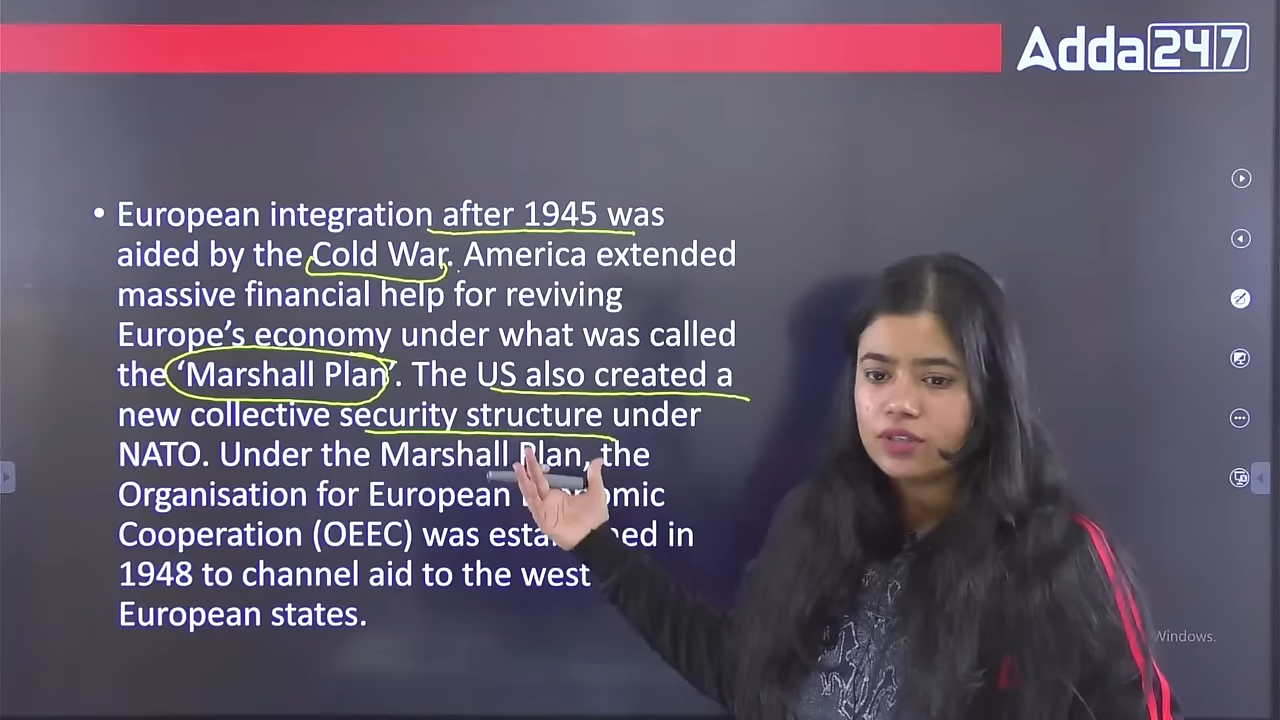 Adda247
• European integration after 1945 was
aided by the Cold War. America extended
massive financial help for reviving
Europe’s economy under what was called
the ‘Marshall Plan’. The US also created a
new collective security structure under
NATO. Under the Marshall Plan, the
Organisation for European
Cooperation (OEEC) was in
1948 to channel aid to the west
European states.
Windows.